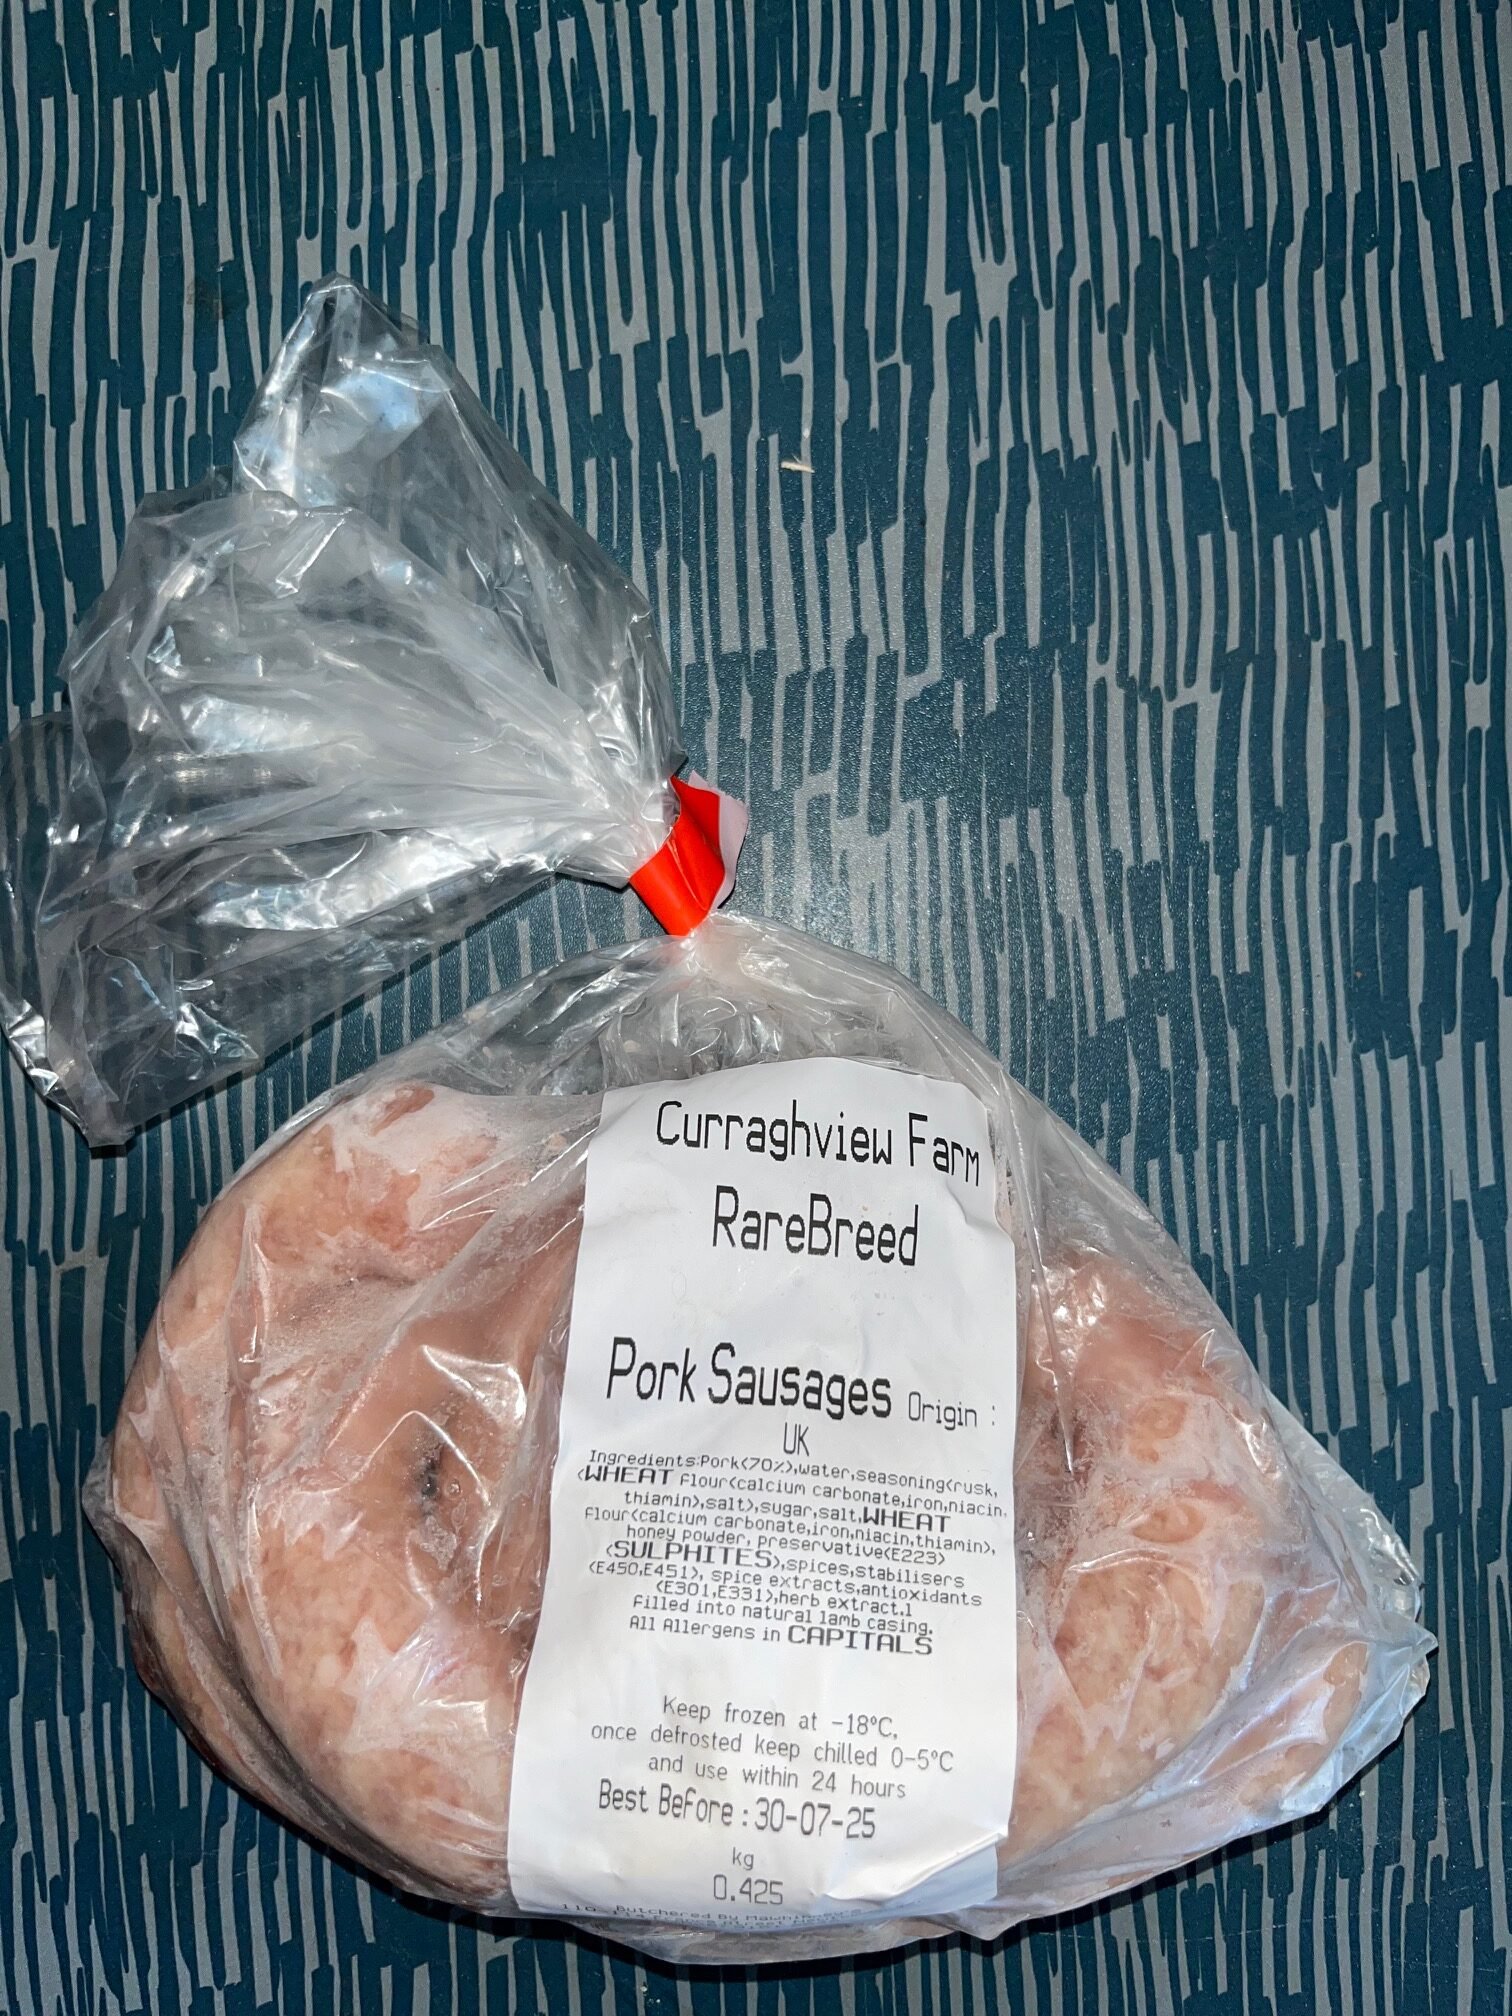 Curraghview Farm
RareBreed
Pork Sausages Origin :
UK
Ingredients:Pork<70%>,water,seasoning<rusk,
<WHEAT flour<calcium carbonate,iron,niacin,
thiamin>,salt>,sugar,salt,WHEAT
flour<calcium carbonate,iron,niacin,thiamin>,
honey powder, preservative<E223>
<SULPHITES>,spices,stabilisers
<E450,E451>, spice extracts,antioxidants
<E301,E331>,herb extract.l
Filled into natural lamb casing.
All Allergens in CAPITALS
Keep frozen at -18°C,
once defrosted keep chilled 0-5°C
and use within 24 hours
Best Before : 30-07-25
kg
0.425
Butchered By